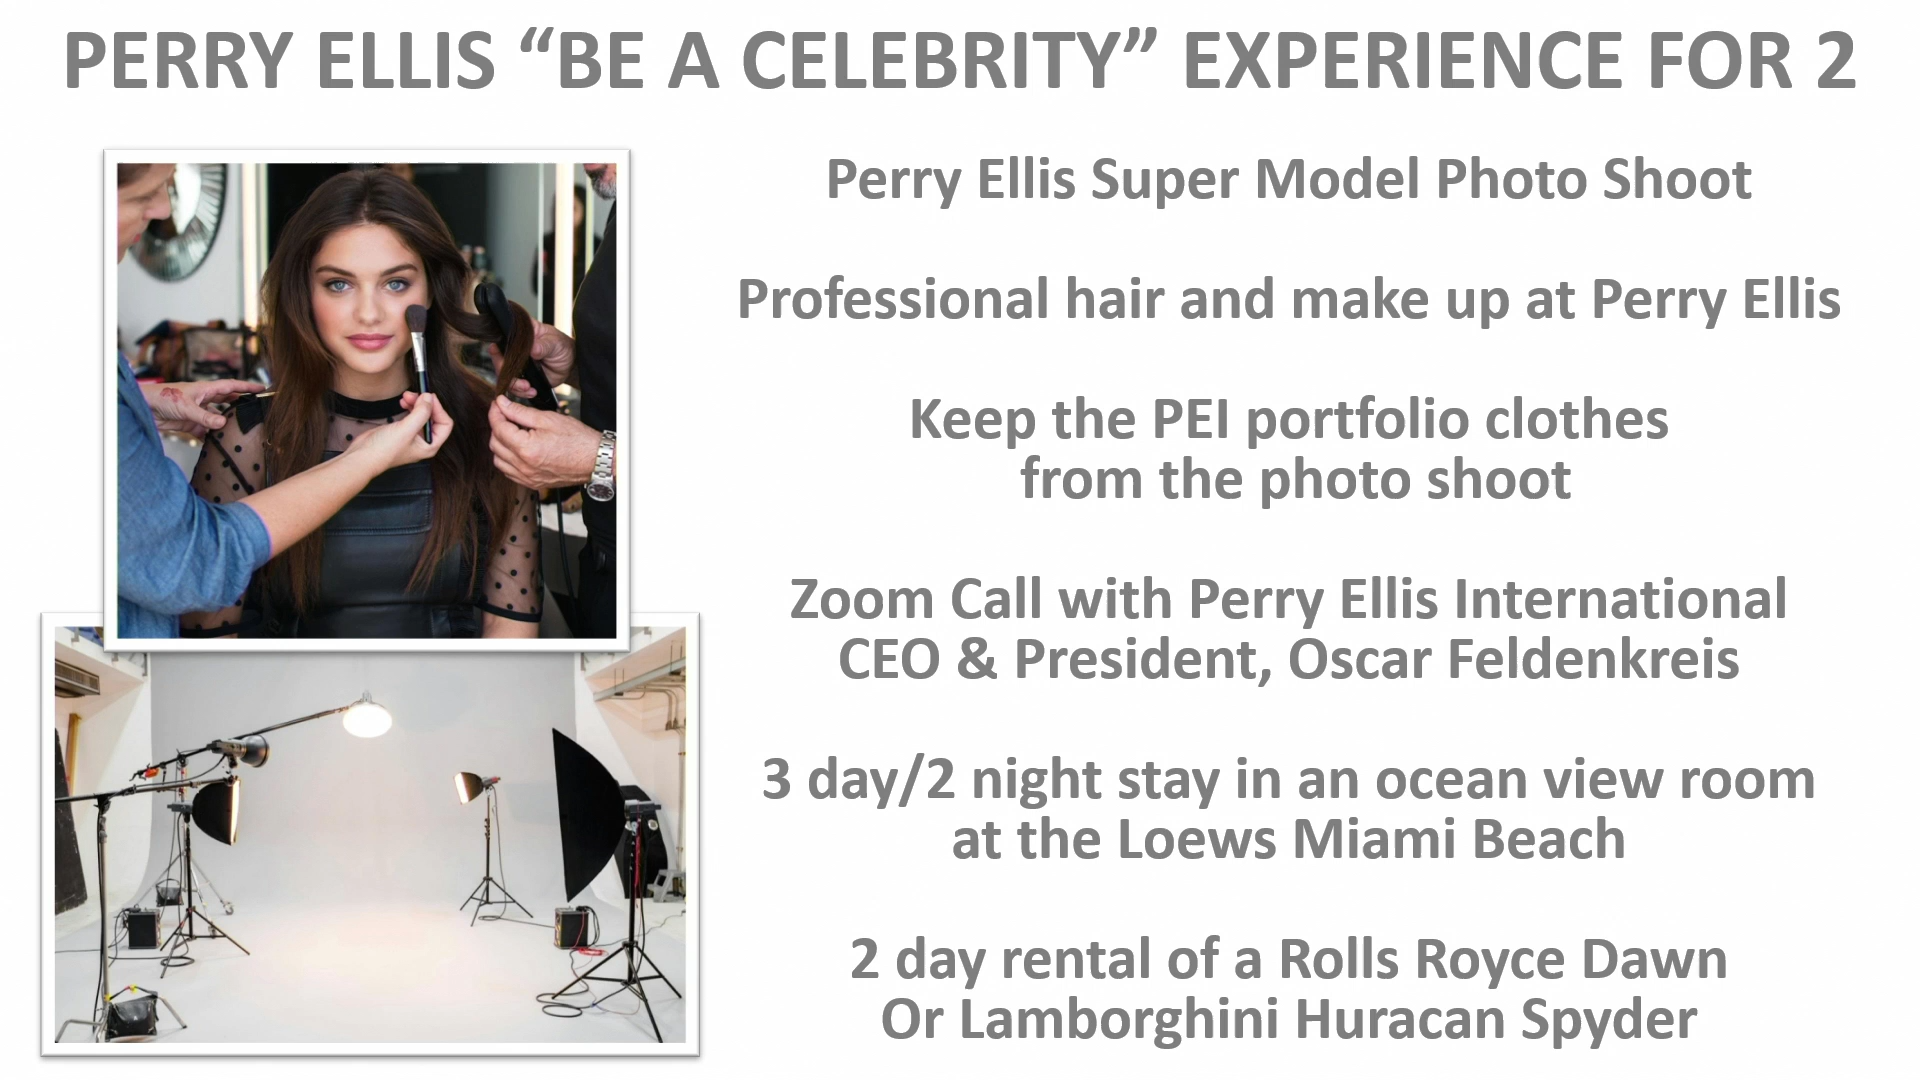 PERRY ELLIS “BE A CELEBRITY” EXPERIENCE FOR 2
Perry Ellis Super Model Photo Shoot
Professional hair and make up at Perry Ellis
Keep the PEI portfolio clothes
from the photo shoot
Zoom Call with Perry Ellis International
CEO & President, Oscar Feldenkreis
3 day/2 night stay in an ocean view room
at the Loews Miami Beach
2 day rental of a Rolls Royce Dawn
Or Lamborghini Huracan Spyder